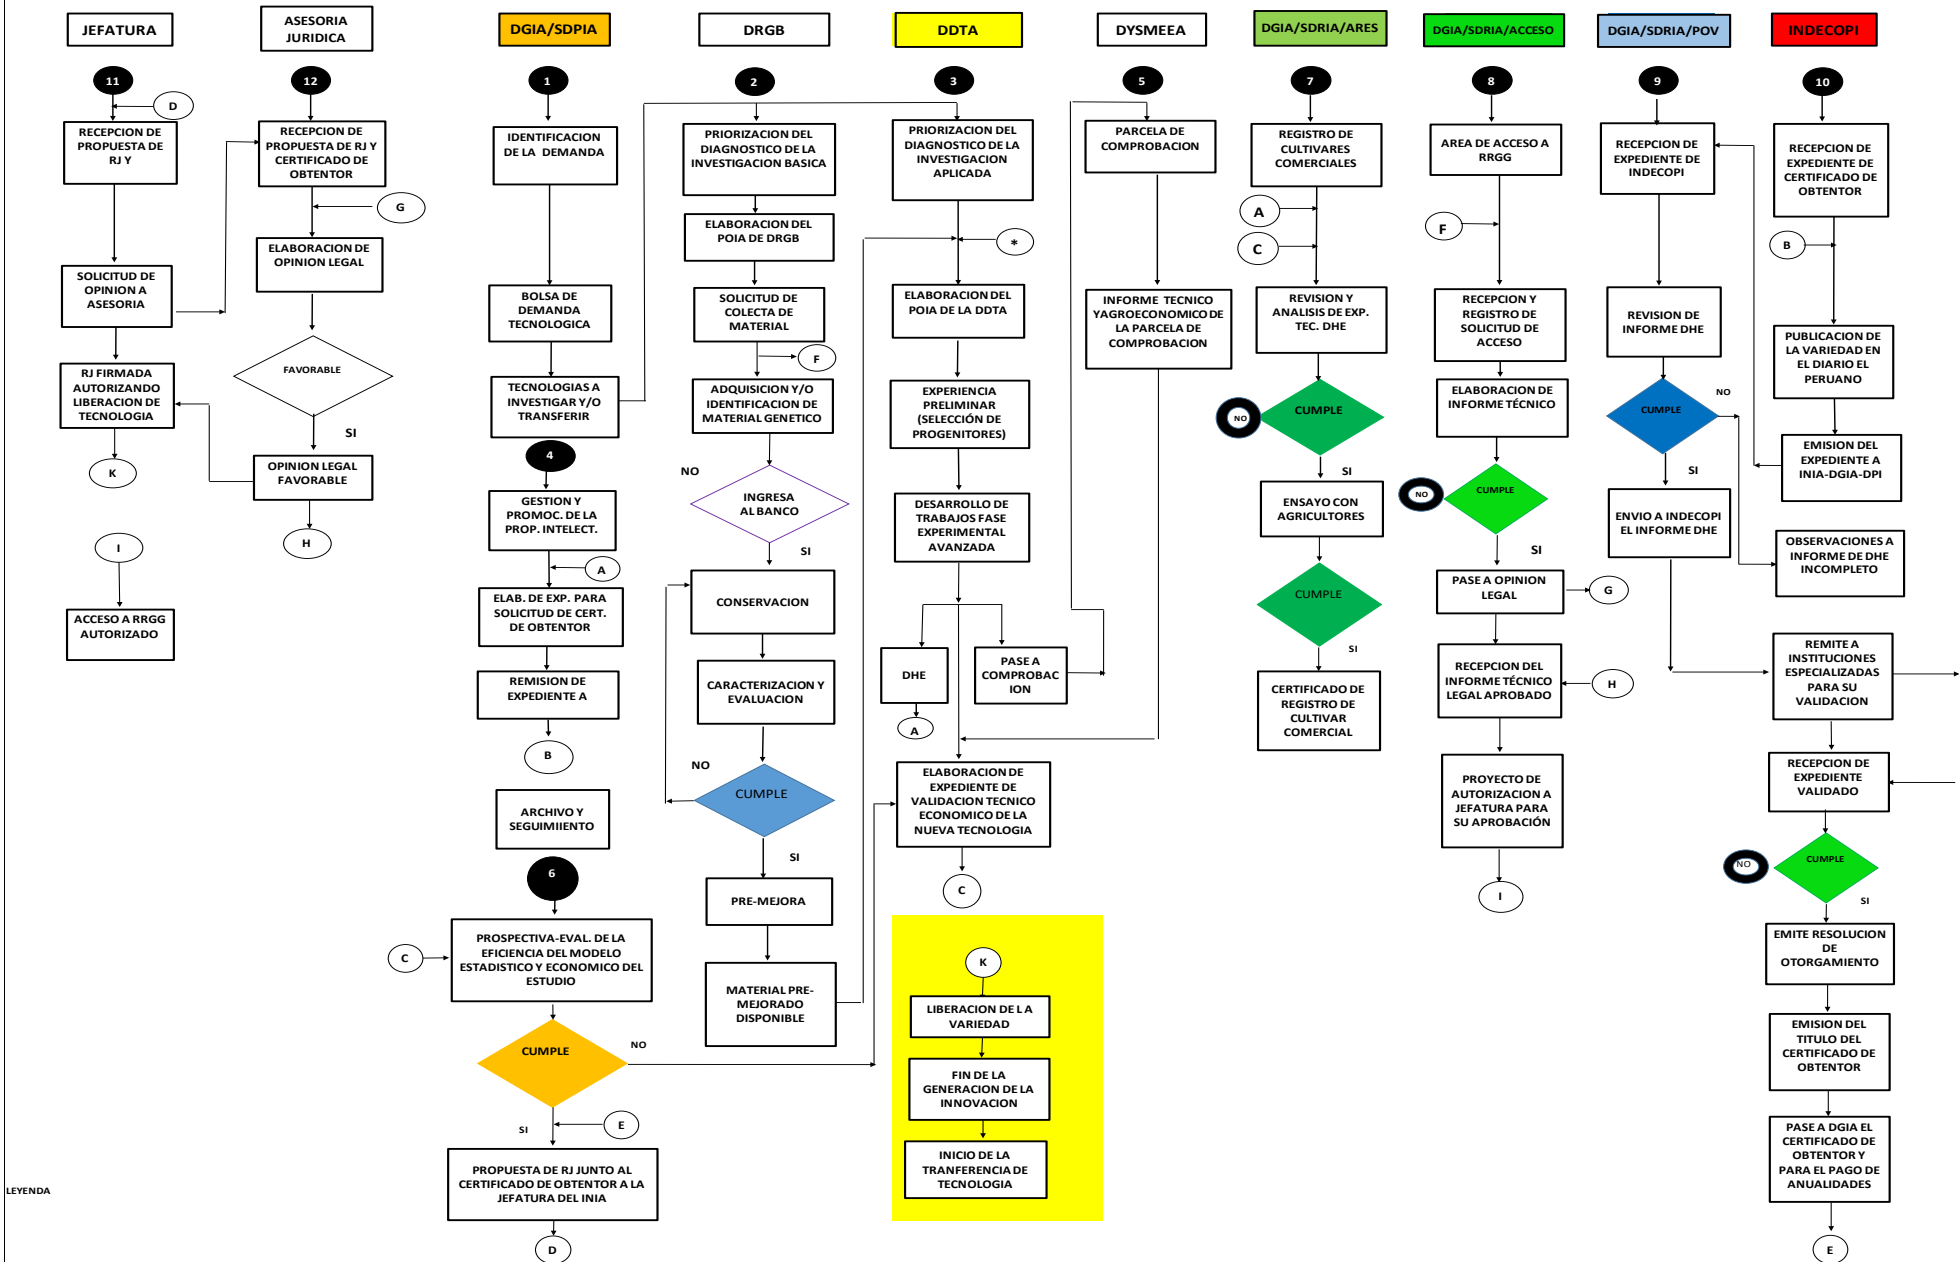 JEFATURA
11
D
RECEPCION DE
PROPUESTA DE
RJ Y
SOLICITUD DE
OPINION A
ASESORIA
RJ FIRMADA
AUTORIZANDO
LIBERACION DE
TECNOLOGIA
K
I
ACCESO A RRGG
AUTORIZADO
LEYENDA
ASESORIA
JURIDICA
12
RECEPCION DE
PROPUESTA DE RJ Y
CERTIFICADO DE
OBTENTOR
G
ELABORACION DE
OPINION LEGAL
FAVORABLE
SI
OPINION LEGAL
FAVORABLE
H
DGIA/SDPIA
1
IDENTIFICACION
DE LA DEMANDA
BOLSA DE
DEMANDA
TECNOLOGICA
TECNOLOGIAS A
INVESTIGAR Y/O
TRANSFERIR
4
GESTION Y
PROMOC. DE LA
PROP. INTELECT.
A
ELAB. DE EXP. PARA
SOLICITUD DE CERT.
DE OBTENTOR
REMISION DE
EXPEDIENTE A
B
ARCHIVO Y
SEGUIMIIENTO
6
C
PROSPECTIVA-EVAL. DE LA
EFICIENCIA DEL MODELO
ESTADISTICO Y ECONOMICO DEL
ESTUDIO
CUMPLE
NO
SI
E
PROPUESTA DE RJ JUNTO AL
CERTIFICADO DE OBTENTOR A LA
JEFATURA DEL INIA
D
DRGB
2
PRIORIZACION DEL
DIAGNOSTICO DE LA
INVESTIGACION BASICA
ELABORACION DEL
POIA DE DRGB
SOLICITUD DE
COLECTA DE
MATERIAL
F
ADQUISICION Y/O
IDENTIFICACION DE
MATERIAL GENETICO
NO
INGRESA
AL BANCO
SI
CONSERVACION
CARACTERIZACION Y
EVALUACION
NO
CUMPLE
SI
PRE-MEJORA
MATERIAL PRE-
MEJORADO
DISPONIBLE
DDTA
3
PRIORIZACION DEL
DIAGNOSTICO DE LA
INVESTIGACION
APLICADA
*
ELABORACION DEL
POIA DE LA DDTA
EXPERIENCIA
PRELIMINAR
(SELECCIÓN DE
PROGENITORES)
DESARROLLO DE
TRABAJOS FASE
EXPERIMENTAL
AVANZADA
DHE
A
PASE A
COMPROBAC
ION
ELABORACION DE
EXPEDIENTE DE
VALIDACION TECNICO
ECONOMICO DE LA
NUEVA TECNOLOGIA
C
K
LIBERACION DE L A
VARIEDAD
FIN DE LA
GENERACION DE LA
INNOVACION
INICIO DE LA
TRANFERENCIA DE
TECNOLOGIA
DYSMEEA
5
PARCELA DE
COMPROBACION
INFORME TECNICO
YAGROECONOMICO DE
LA PARCELA DE
COMPROBACION
DGIA/SDRIA/ARES
7
REGISTRO DE
CULTIVARES
COMERCIALES
A
C
REVISION Y
ANALISIS DE EXP.
TEC. DHE
NO
CUMPLE
SI
ENSAYO CON
AGRICULTORES
CUMPLE
SI
CERTIFICADO DE
REGISTRO DE
CULTIVAR
COMERCIAL
DGIA/SDRIA/ACCESO
8
AREA DE ACCESO A
RRGG
F
RECEPCION Y
REGISTRO DE
SOLICITUD DE
ACCESO
ELABORACION DE
INFORME TÉCNICO
NO
CUMPLE
SI
PASE A OPINION
LEGAL
G
RECEPCION DEL
INFORME TÉCNICO
LEGAL APROBADO
H
PROYECTO DE
AUTORIZACION A
JEFATURA PARA
SU APROBACIÓN
I
DGIA/SDRIA/POV
9
RECEPCION DE
EXPEDIENTE DE
INDECOPI
REVISION DE
INFORME DHE
CUMPLE
NO
SI
ENVIO A INDECOPI
EL INFORME DHE
INDECOPI
10
RECEPCION DE
EXPEDIENTE DE
CERTIFICADO DE
OBTENTOR
B
PUBLICACION DE
LA VARIEDAD EN
EL DIARIO EL
PERUANO
EMISION DEL
EXPEDIENTE A
INIA-DGIA-DPI
OBSERVACIONES A
INFORME DE DHE
INCOMPLETO
REMITE A
INSTITUCIONES
ESPECIALIZADAS
PARA SU
VALIDACION
RECEPCION DE
EXPEDIENTE
VALIDADO
NO
CUMPLE
SI
EMITE RESOLUCION
DE
OTORGAMIENTO
EMISION DEL
TITULO DEL
CERTIFICADO DE
OBTENTOR
PASE A DGIA EL
CERTIFICADO DE
OBTENTOR Y
PARA EL PAGO DE
ANUALIDADES
E